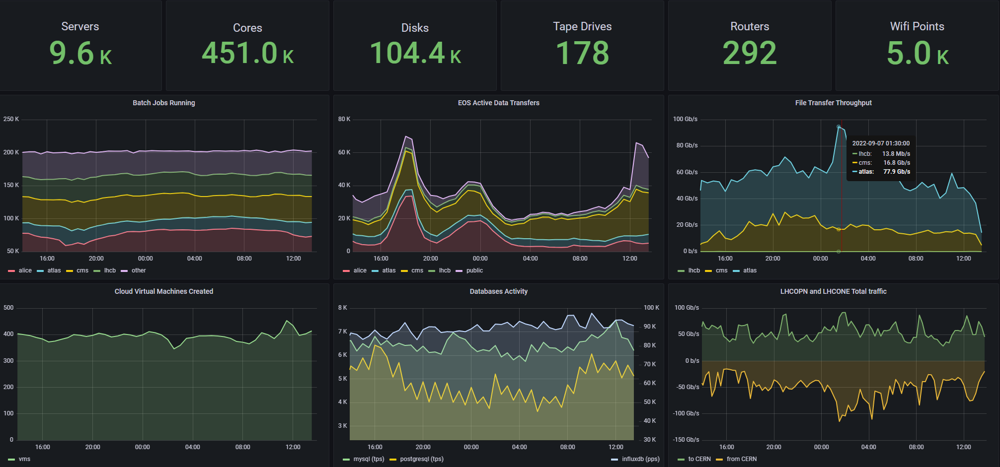 Servers
9.6 K
Cores
451.0 K
Disks
104.4 K
Tape Drives
178
Routers
292
Wifi Points
5.0 K
Batch Jobs Running
250 K
200 K
150 K
100 K
50 K
16:00 20:00 00:00 04:00 08:00 12:00
alice atlas cms lhcb other
EOS Active Data Transfers
80 K
60 K
40 K
20 K
0
16:00 20:00 00:00 04:00 08:00 12:00
alice atlas cms lhcb public
File Transfer Throughput
100 Gb/s
80 Gb/s
60 Gb/s
40 Gb/s
20 Gb/s
0 b/s
2022-09-07 01:30:00
lhcb: 13.8 Mb/s
cms: 16.8 Gb/s
atlas: 77.9 Gb/s
16:00 20:00 00:00 04:00 08:00 12:00
lhcb cms atlas
Cloud Virtual Machines Created
500
400
300
200
100
0
16:00 20:00 00:00 04:00 08:00 12:00
vms
Databases Activity
8 K
7 K
6 K
5 K
4 K
3 K
100 K
90 K
80 K
70 K
60 K
50 K
40 K
30 K
16:00 20:00 00:00 04:00 08:00 12:00
mysql (tps) postgresql (tps) influxdb (pps)
LHCOPN and LHCONE Total traffic
100 Gb/s
50 Gb/s
0 b/s
-50 Gb/s
-100 Gb/s
-150 Gb/s
16:00 20:00 00:00 04:00 08:00 12:00
to CERN from CERN